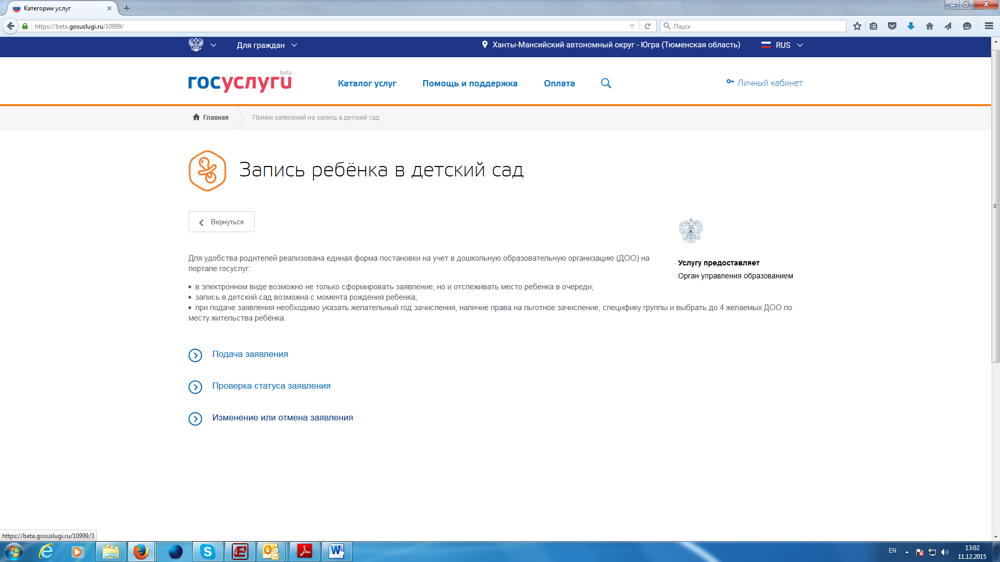 Категории услуг
https://beta.gosuslugi.ru/10999/
Поиск
Для граждан
Ханты-Мансийский автономный округ - Югра (Тюменская область)
RUS
госуслуги beta
Каталог услуг
Помощь и поддержка
Оплата
Личный кабинет
Главная
Прием заявлений на запись в детский сад
Запись ребёнка в детский сад
Вернуться
Для удобства родителей реализована единая форма постановки на учет в дошкольную образовательную организацию (ДОО) на
портале госуслуг:
• в электронном виде возможно не только сформировать заявление, но и отслеживать место ребенка в очереди;
• запись в детский сад возможна с момента рождения ребенка;
• при подаче заявления необходимо указать желательный год зачисления, наличие права на льготное зачисление, специфику группы и выбрать до 4 желаемых ДОО по
месту жительства ребёнка.
Услугу предоставляет
Орган управления образованием
Подача заявления
Проверка статуса заявления
Изменение или отмена заявления
https://beta.gosuslugi.ru/10999/3
EN
13:02
11.12.2015